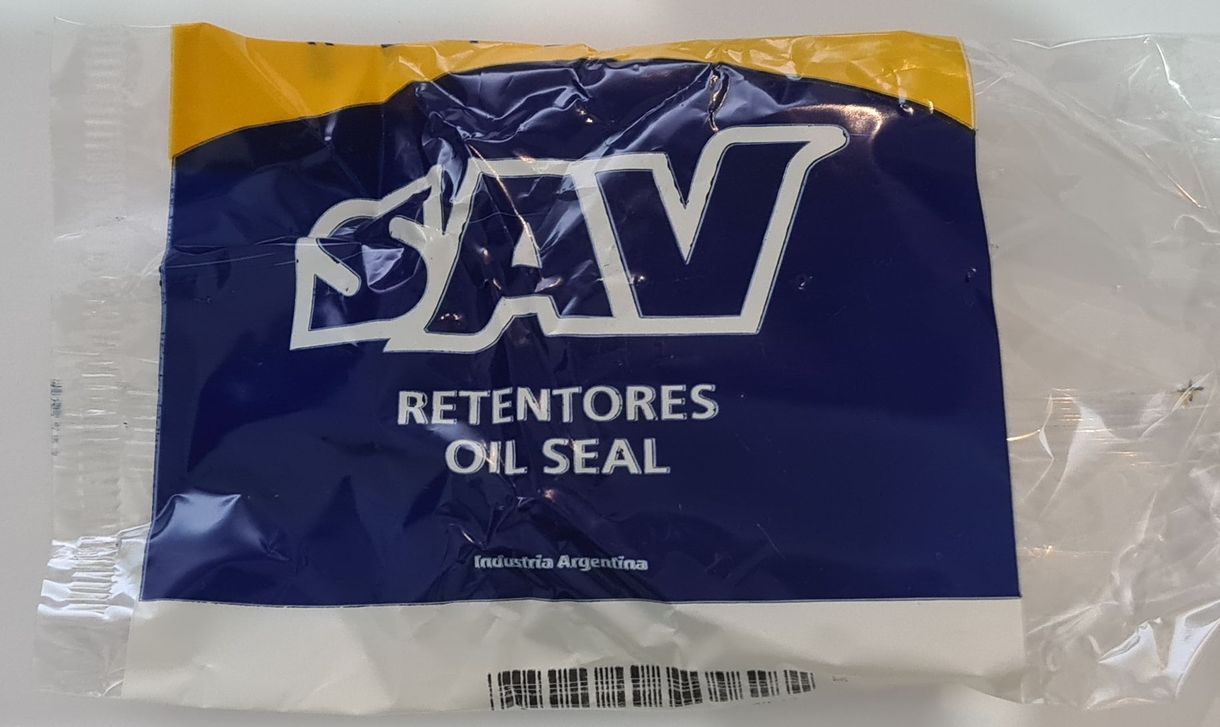 SAV
RETENTORES
OIL SEAL
Industria Argentina